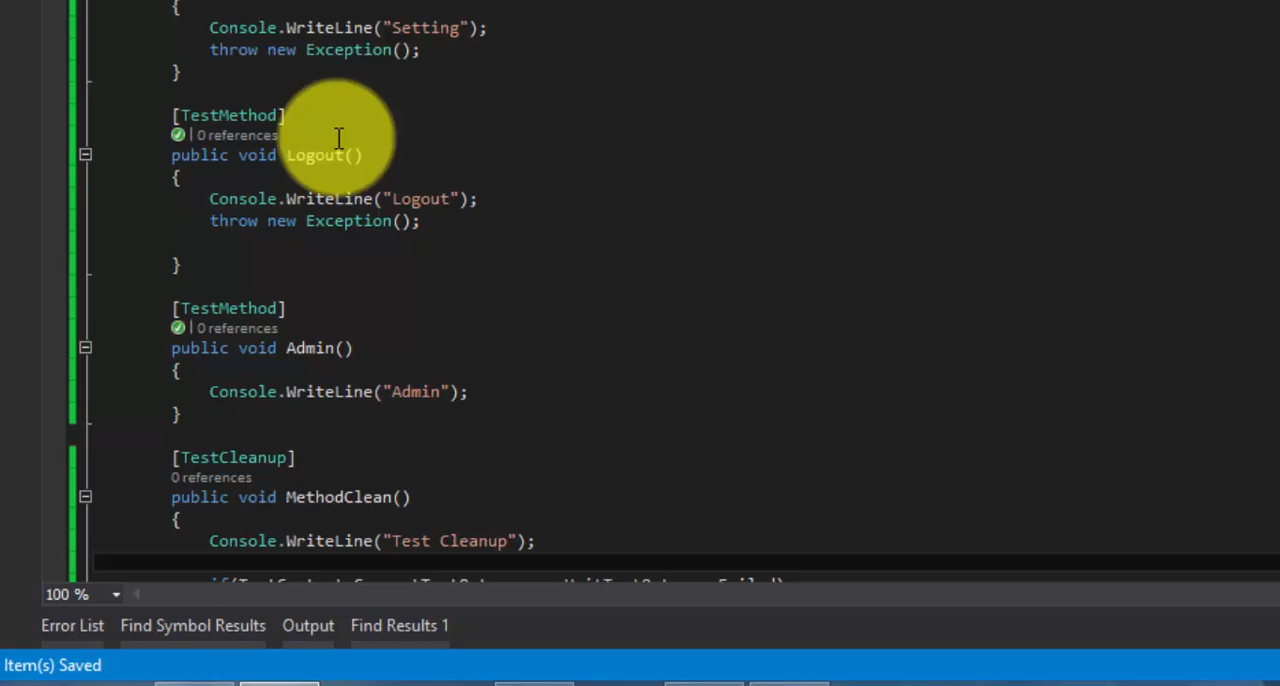 {
Console.WriteLine("Setting");
throw new Exception();
}
[TestMethod]
| 0 references
public void Logout()
{
Console.WriteLine("Logout");
throw new Exception();
}
[TestMethod]
| 0 references
public void Admin()
{
Console.WriteLine("Admin");
}
[TestCleanup]
0 references
public void MethodClean()
{
Console.WriteLine("Test Cleanup");
100 %
Error List Find Symbol Results Output Find Results 1
Item(s) Saved